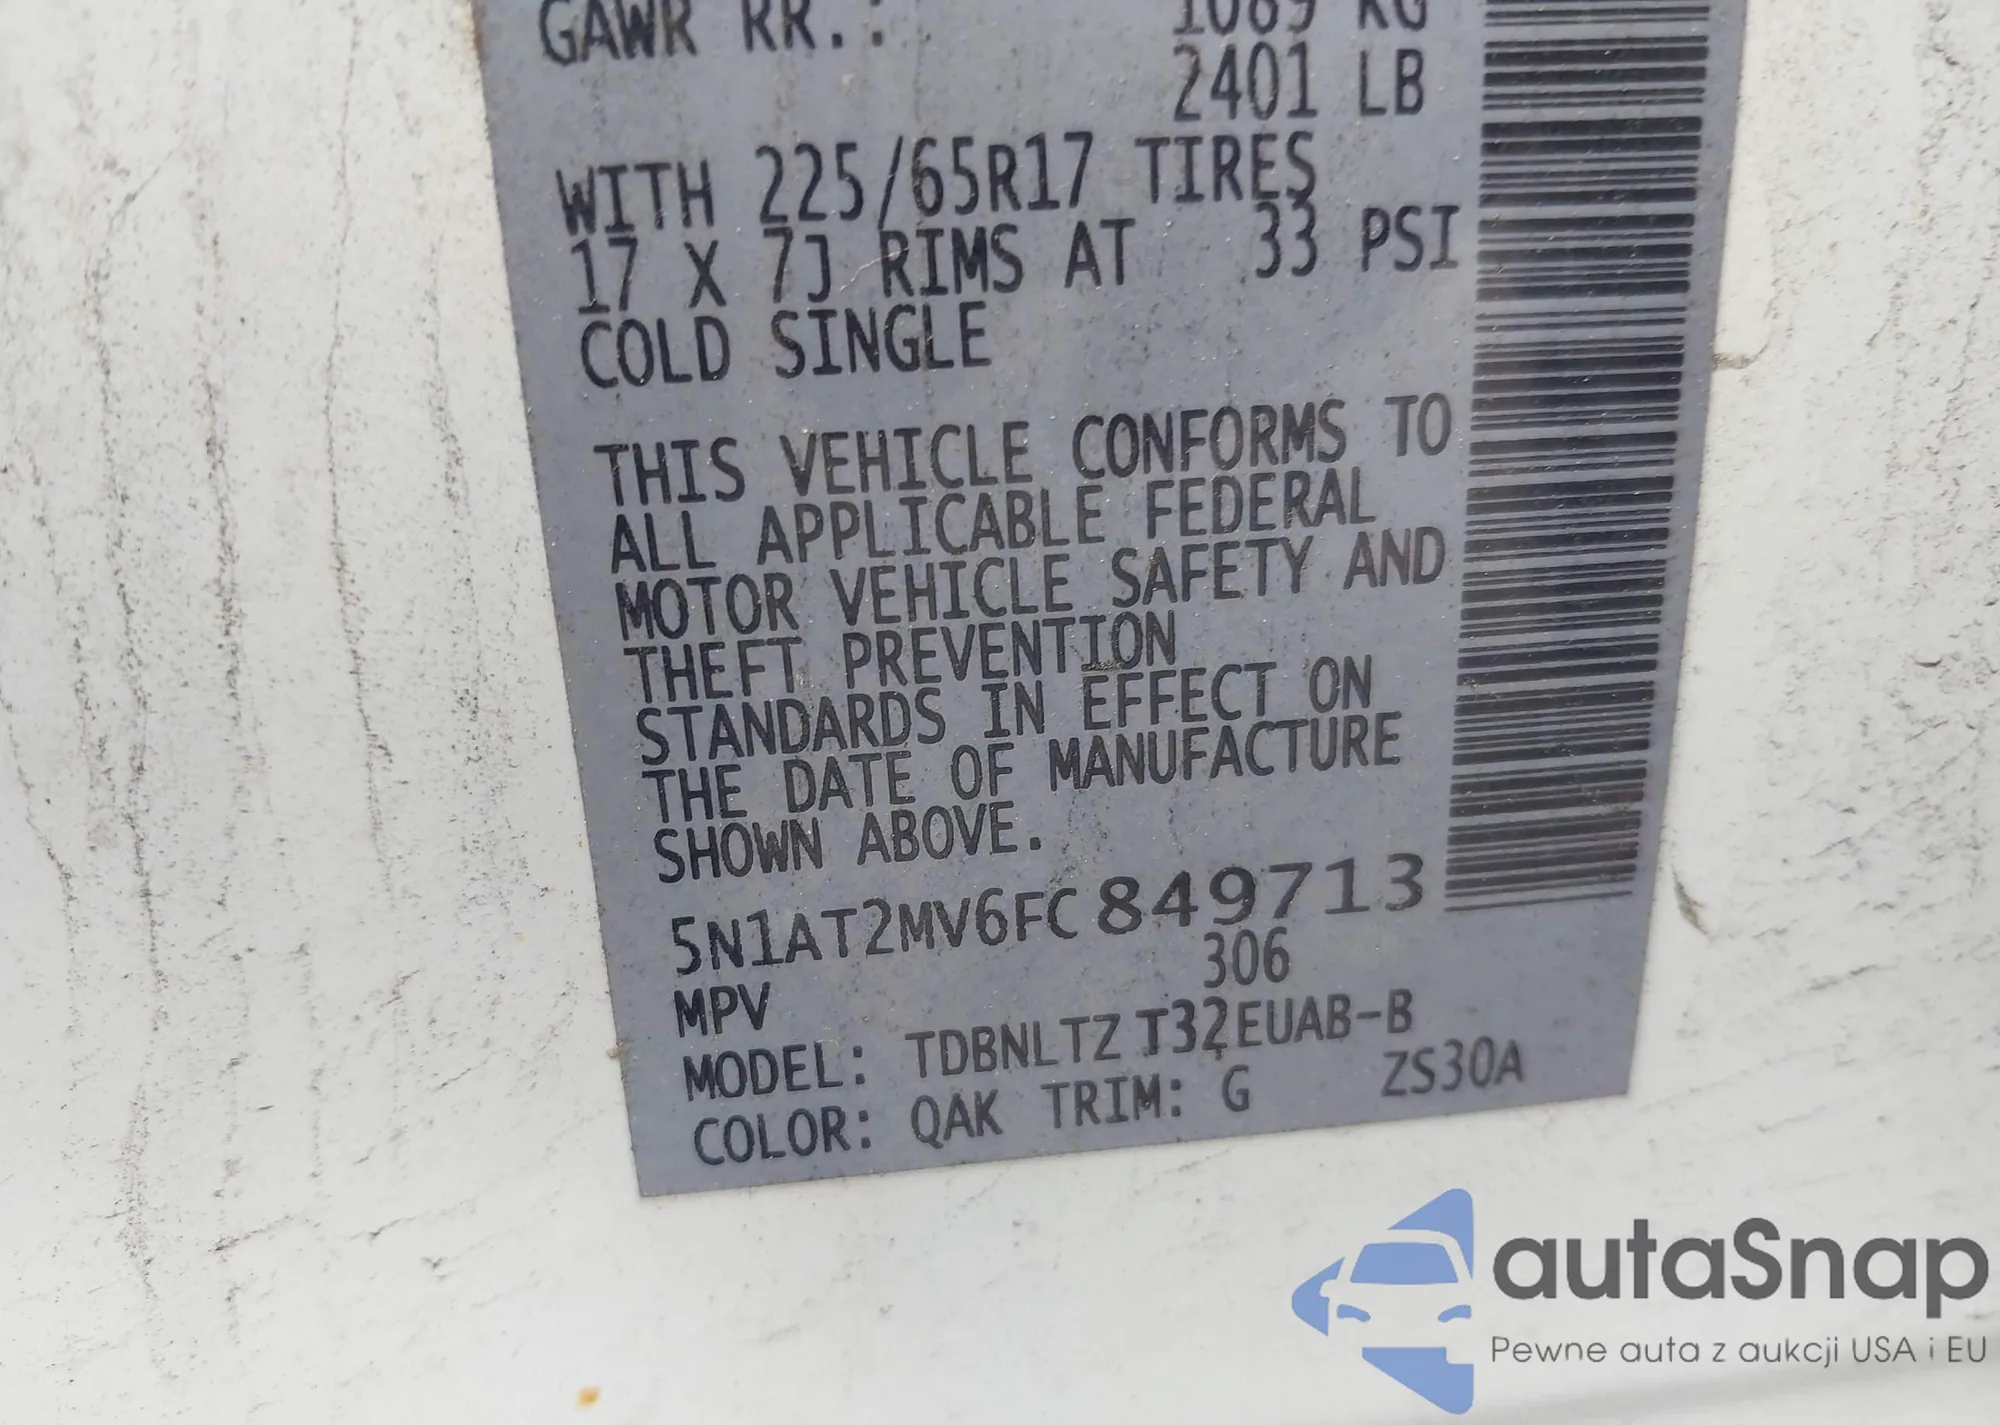 GAWR RR.: 1089 KG
2401 LB
WITH 225/65R17 TIRES
17 X 7J RIMS AT 33 PSI
COLD SINGLE
THIS VEHICLE CONFORMS TO
ALL APPLICABLE FEDERAL
MOTOR VEHICLE SAFETY AND
THEFT PREVENTION
STANDARDS IN EFFECT ON
THE DATE OF MANUFACTURE
SHOWN ABOVE.
5N1AT2MV6FC849713
MPV 306
MODEL: TDBNLTZ T32EUAB-B
COLOR: QAK TRIM: G ZS30A
autaSnap
Pewne auta z aukcji USA i EU